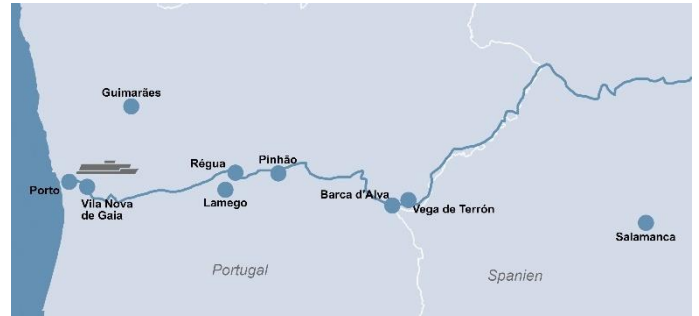 Guimarães
Régua
Pinhão
Porto
Vila Nova
de Gaia
Lamego
Barca d'Alva
Vega de Terrón
Salamanca
Portugal
Spanien